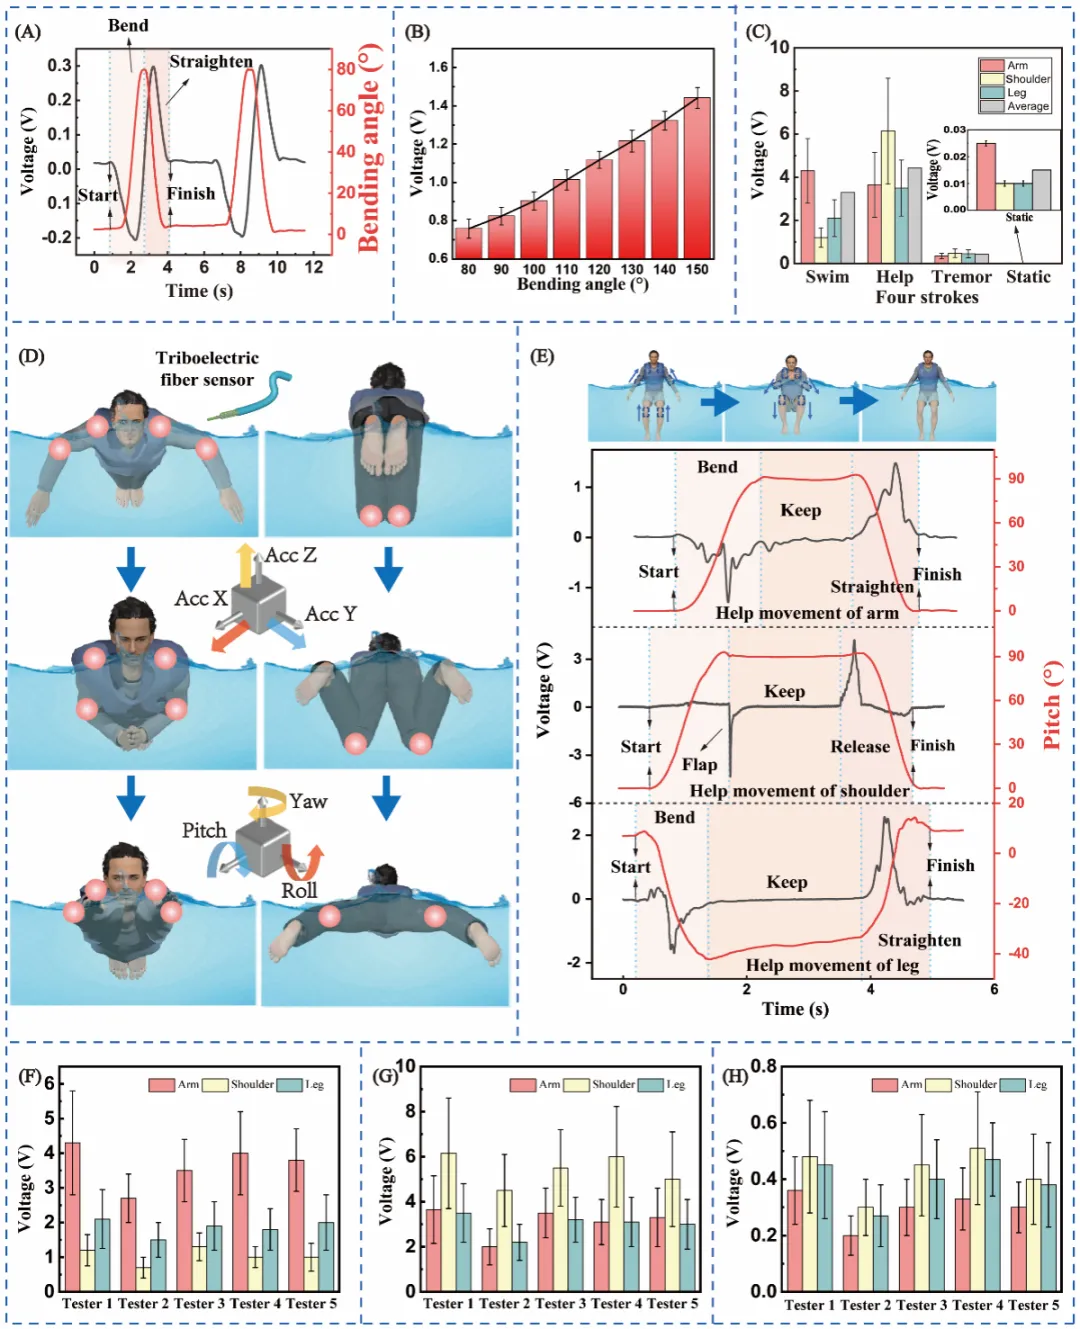 (A)
Bend
Straighten
Start
Finish
Voltage (V)
0.3
0.2
0.1
0.0
0.1
-0.2
0 2 4 6 8 10 12
Time (s)
80
60
40
20
0
Bending angle (°)
(B)
Voltage (V)
1.6
1.4
1.2
1.0
0.8
0.6
80 90 100 110 120 130 140 150
Bending angle (°)
(C)
Voltage (V)
10
8
6
4
2
0
Arm
Shoulder
Leg
Average
Voltage (V)
0.03
0.02
0.01
0.00
Static
Swim Help Tremor Static
Four strokes
(D)
Triboelectric
fiber sensor
Acc Z
Acc X
Acc Y
Yaw
Pitch
Roll
(E)
Bend
Keep
Start
Straighten
Finish
Help movement of arm
1
0
-1
90
60
30
0
Keep
Start
Flap
Release
Finish
Help movement of shoulder
3
0
-3
-6
90
60
30
0
Bend
Start
Keep
Finish
Straighten
Help movement of leg
2
0
-2
20
0
-20
-40
Voltage (V)
Pitch (°)
0 2 4 6
Time (s)
(F)
Arm Shoulder Leg
Voltage (V)
6
5
4
3
2
1
0
Tester 1 Tester 2 Tester 3 Tester 4 Tester 5
(G)
Arm Shoulder Leg
Voltage (V)
10
8
6
4
2
0
Tester 1 Tester 2 Tester 3 Tester 4 Tester 5
(H)
Arm Shoulder Leg
Voltage (V)
0.8
0.6
0.4
0.2
0.0
Tester 1 Tester 2 Tester 3 Tester 4 Tester 5